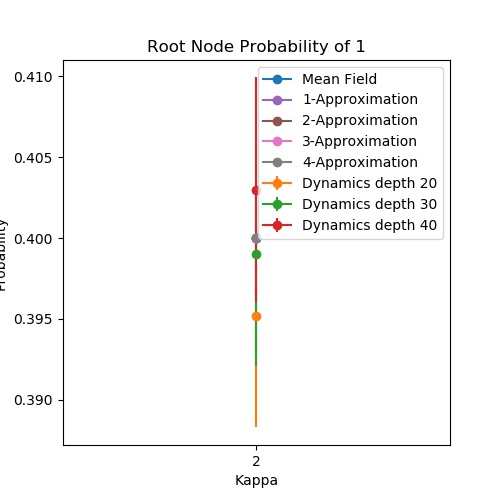 Root Node Probability of 1
0.410
0.405
0.400
0.395
0.390
Probability
Mean Field
1-Approximation
2-Approximation
3-Approximation
4-Approximation
Dynamics depth 20
Dynamics depth 30
Dynamics depth 40
2
Kappa